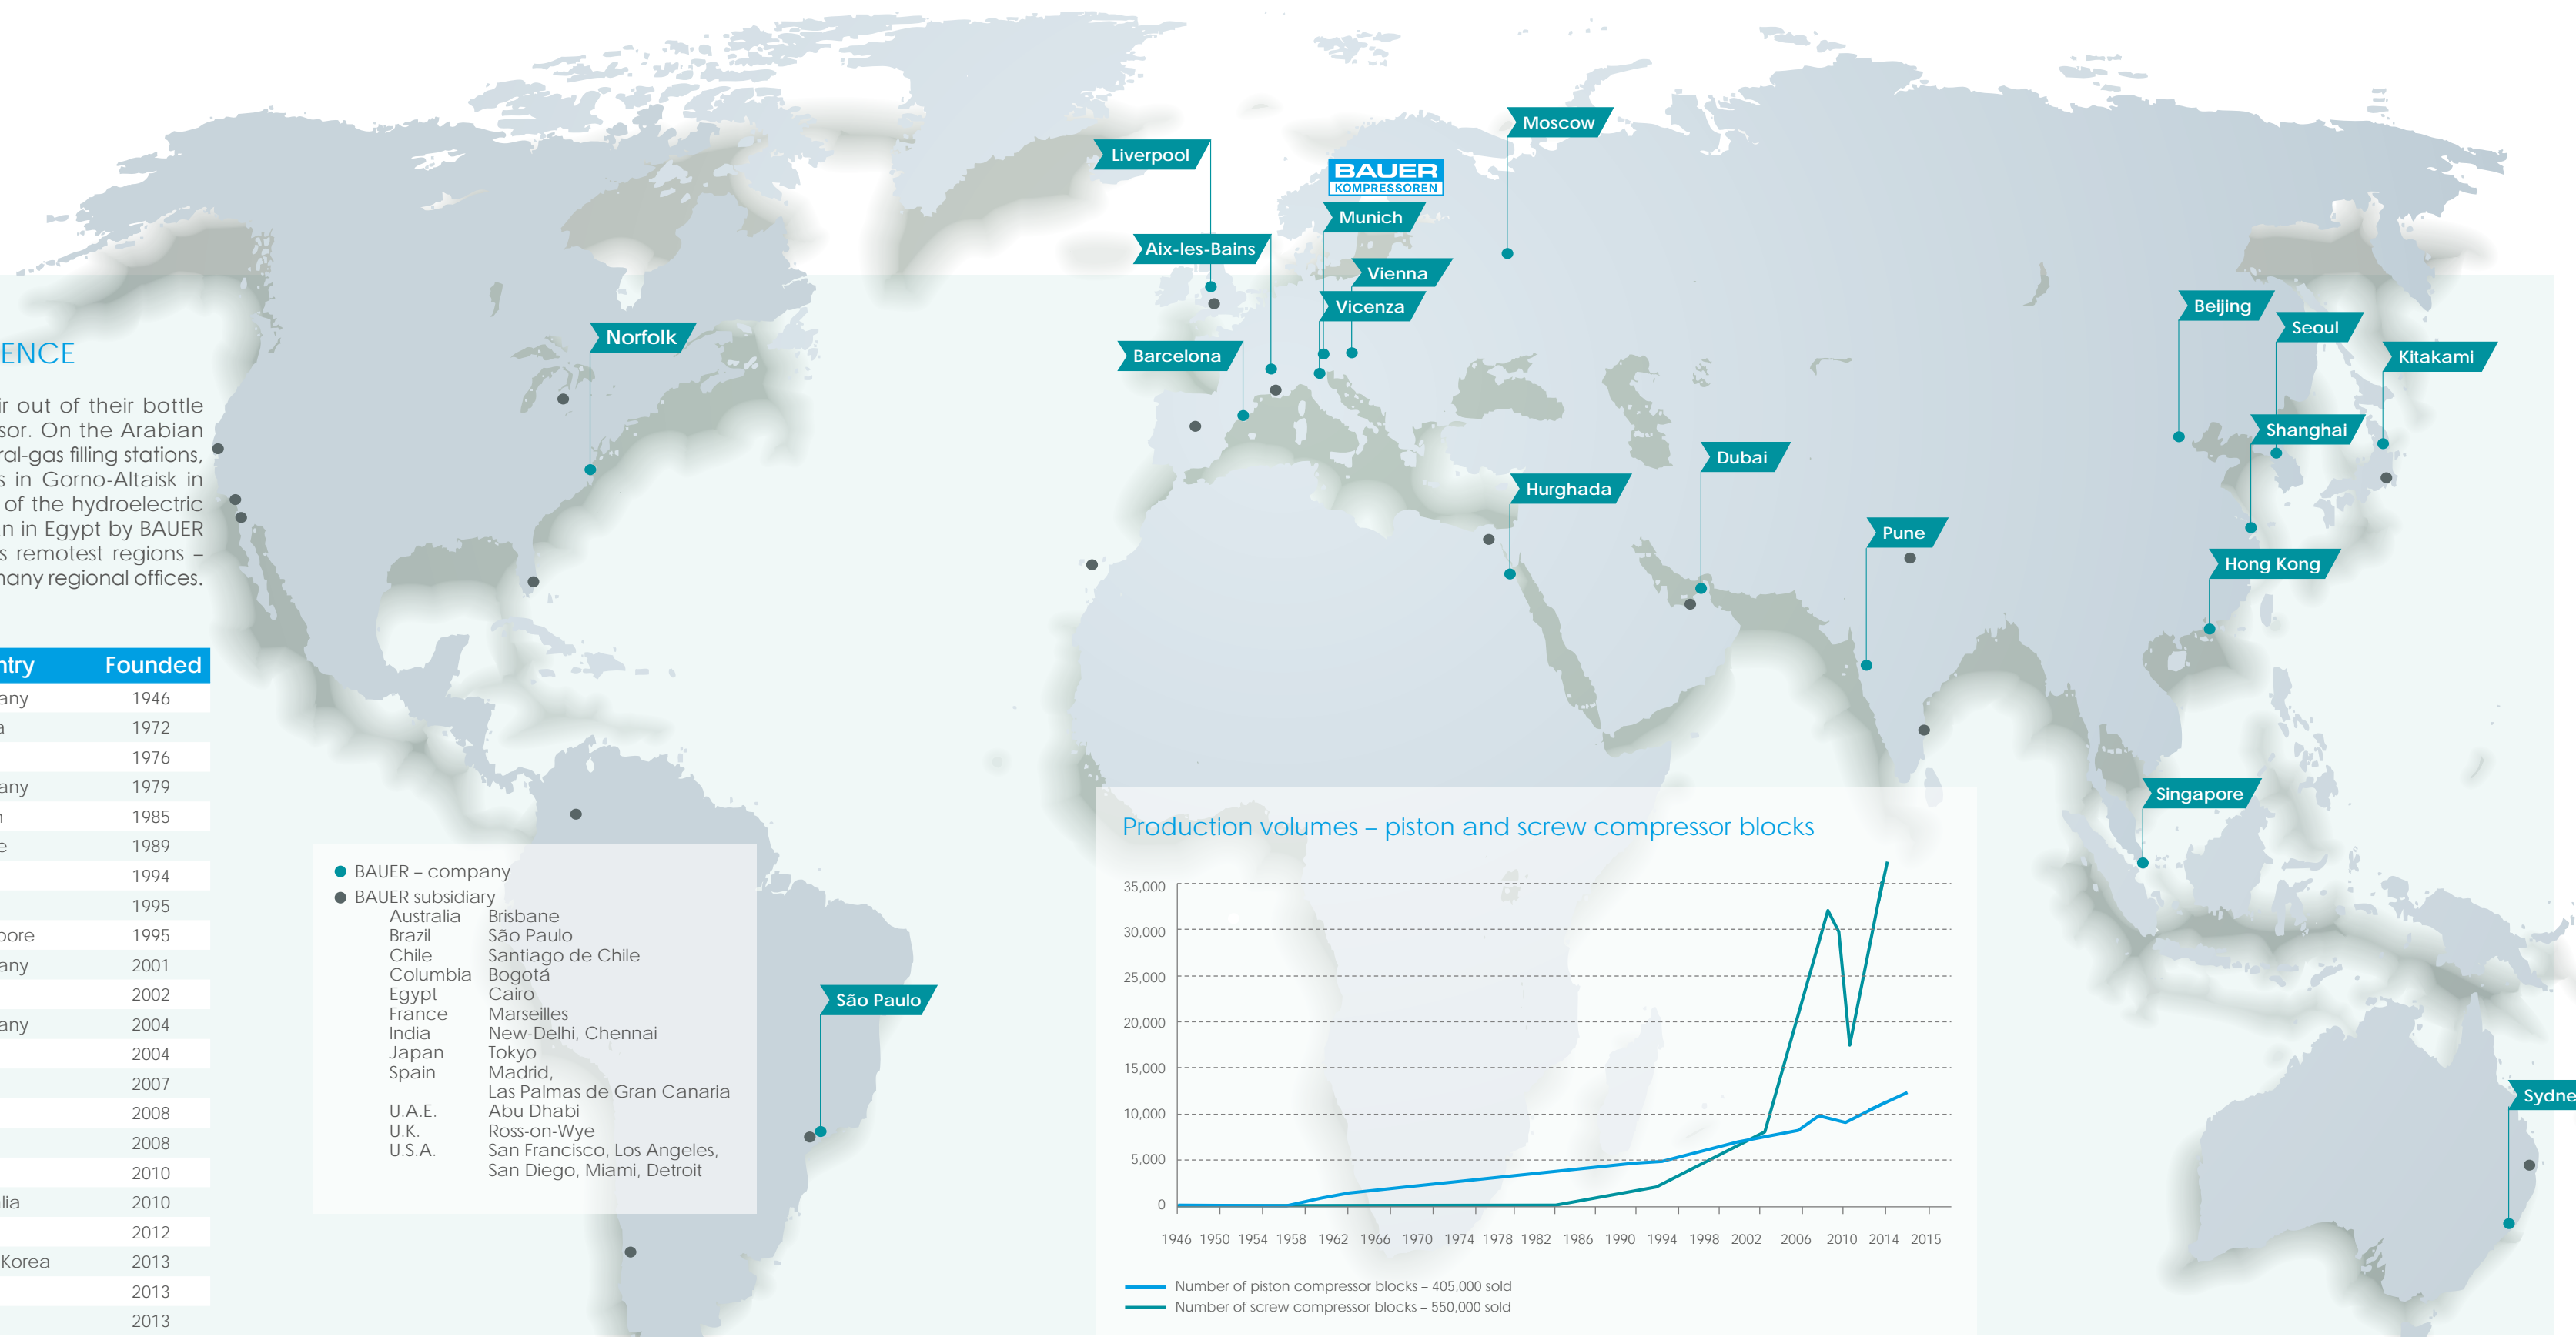 ENCE
ir out of their bottle
sor. On the Arabian
ral-gas filling stations,
s in Gorno-Altaisk in
of the hydroelectric
n in Egypt by BAUER
s remotest regions –
nany regional offices.
ntry Founded
any 1946
a 1972
1976
any 1979
n 1985
e 1989
1994
1995
pore 1995
any 2001
2002
any 2004
2004
2007
2008
2008
2010
lia 2010
2012
Korea 2013
2013
2013
Moscow
Liverpool
BAUER
KOMPRESSOREN
Munich
Aix-les-Bains
Vienna
Vicenza
Barcelona
Norfolk
Beijing
Seoul
Kitakami
Shanghai
Dubai
Hurghada
Pune
Hong Kong
Singapore
São Paulo
Sydne
BAUER – company
BAUER subsidiary
Australia Brisbane
Brazil São Paulo
Chile Santiago de Chile
Columbia Bogotá
Egypt Cairo
France Marseilles
India New-Delhi, Chennai
Japan Tokyo
Spain Madrid,
Las Palmas de Gran Canaria
U.A.E. Abu Dhabi
U.K. Ross-on-Wye
U.S.A. San Francisco, Los Angeles,
San Diego, Miami, Detroit
Production volumes – piston and screw compressor blocks
35,000
30,000
25,000
20,000
15,000
10,000
5,000
0
1946 1950 1954 1958 1962 1966 1970 1974 1978 1982 1986 1990 1994 1998 2002 2006 2010 2014 2015
Number of piston compressor blocks – 405,000 sold
Number of screw compressor blocks – 550,000 sold